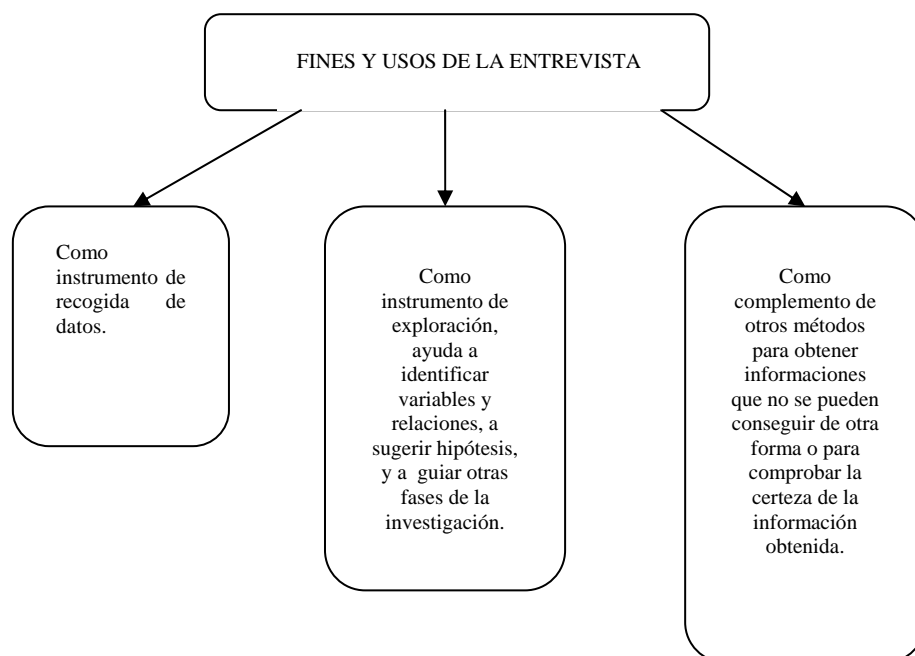 FINES Y USOS DE LA ENTREVISTA
Como
instrumento de
recogida de
datos.
Como
instrumento de
exploración,
ayuda a
identificar
variables y
relaciones, a
sugerir hipótesis,
y a guiar otras
fases de la
investigación.
Como
complemento de
otros métodos
para obtener
informaciones
que no se pueden
conseguir de otra
forma o para
comprobar la
certeza de la
información
obtenida.